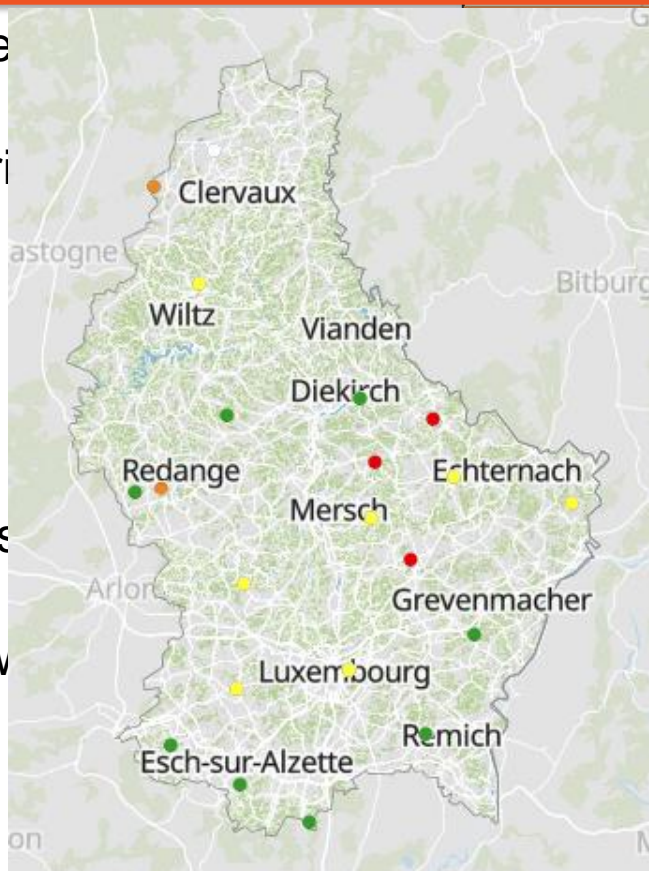 Clervaux
astogne
Bitburg
Wiltz
Vianden
Diekirch
Redange
Echternach
Mersch
Arlon
Grevenmacher
Luxembourg
Remich
Esch-sur-Alzette
on